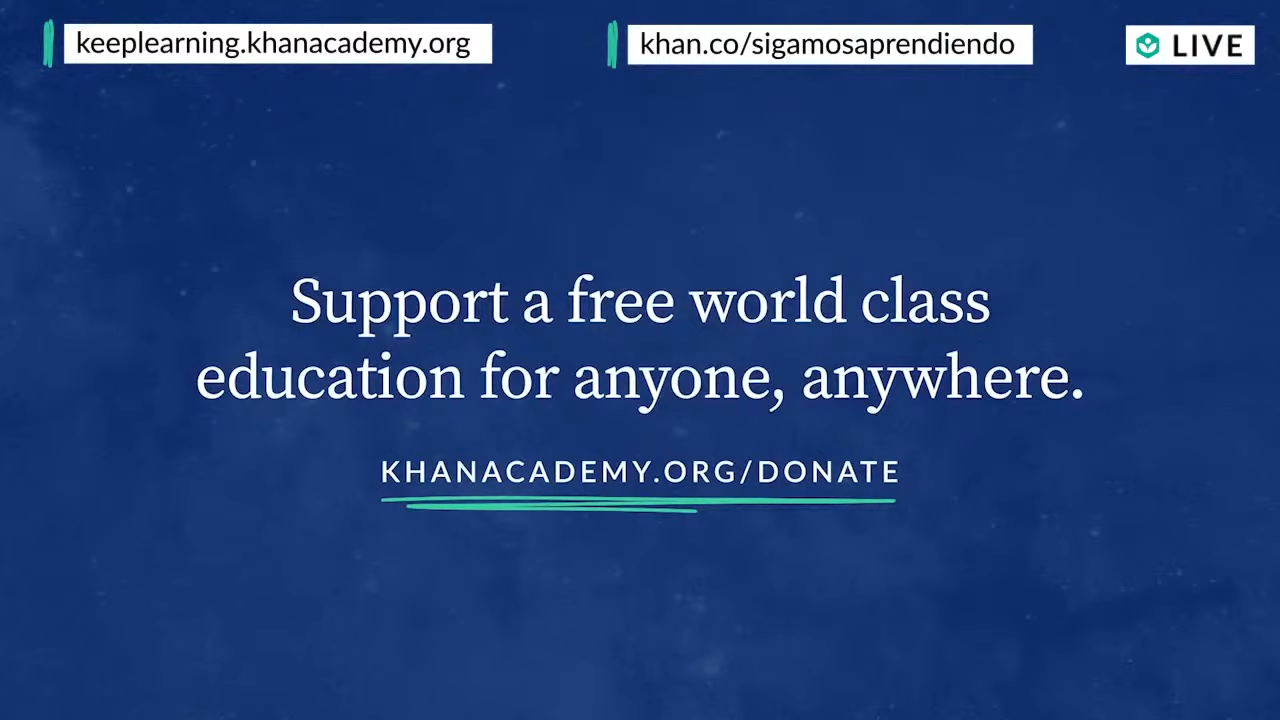 keeplearning.khanacademy.org
khan.co/sigamosaprendiendo
LIVE
Support a free world class
education for anyone, anywhere.
KHANACADEMY.ORG/DONATE